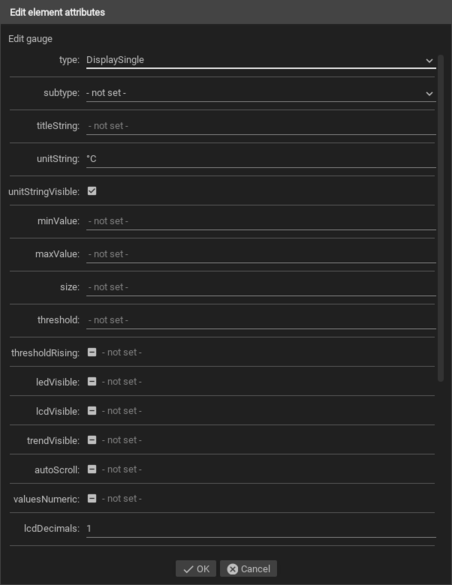 Edit element attributes
Edit gauge
type: DisplaySingle
subtype: - not set -
titleString: - not set -
unitString: °C
unitStringVisible:
minValue: - not set -
maxValue: - not set -
size: - not set -
threshold: - not set -
thresholdRising: - not set -
ledVisible: - not set -
lcdVisible: - not set -
trendVisible: - not set -
autoScroll: - not set -
valuesNumeric: - not set -
lcdDecimals: 1
OK Cancel